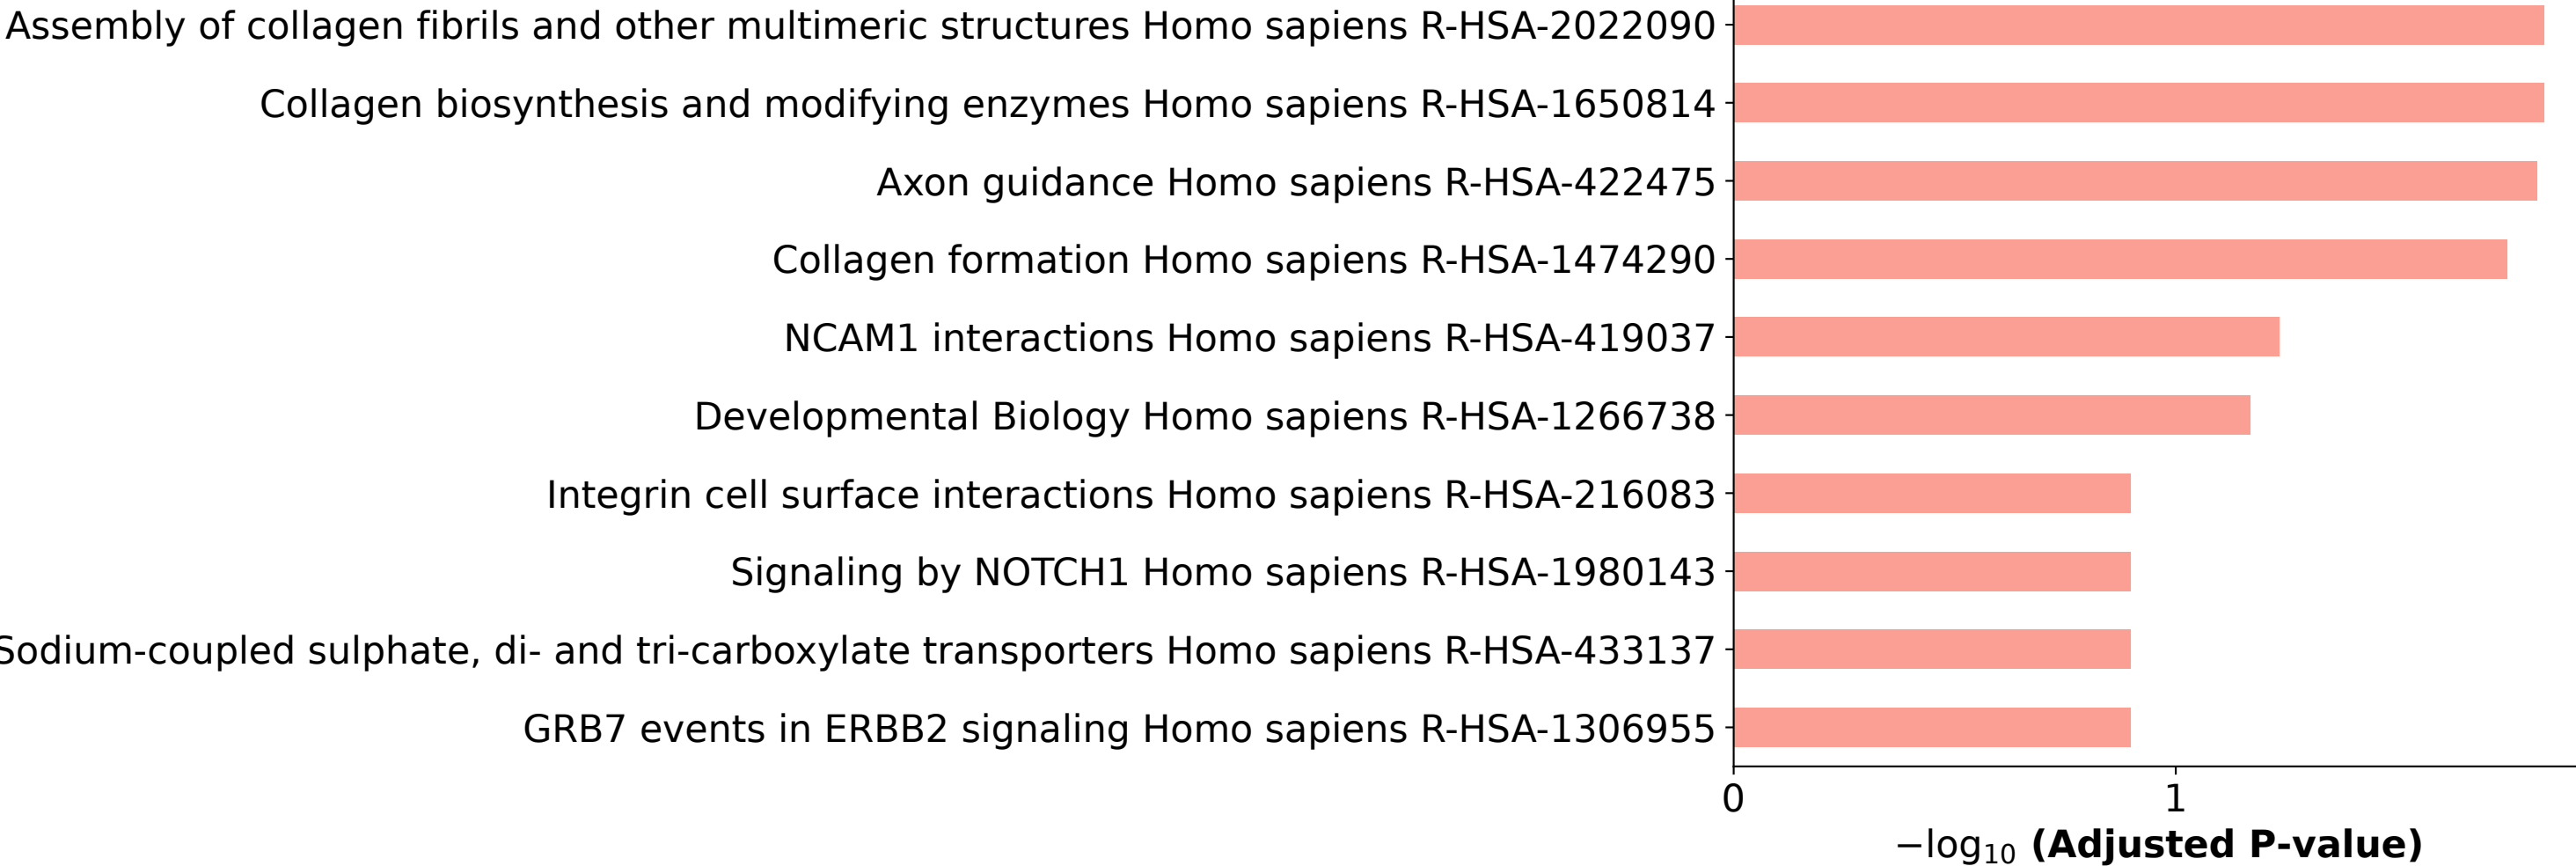 Assembly of collagen fibrils and other multimeric structures Homo sapiens R-HSA-2022090
Collagen biosynthesis and modifying enzymes Homo sapiens R-HSA-1650814
Axon guidance Homo sapiens R-HSA-422475
Collagen formation Homo sapiens R-HSA-1474290
NCAM1 interactions Homo sapiens R-HSA-419037
Developmental Biology Homo sapiens R-HSA-1266738
Integrin cell surface interactions Homo sapiens R-HSA-216083
Signaling by NOTCH1 Homo sapiens R-HSA-1980143
Sodium-coupled sulphate, di- and tri-carboxylate transporters Homo sapiens R-HSA-433137
GRB7 events in ERBB2 signaling Homo sapiens R-HSA-1306955
0 1
−log₁₀ (Adjusted P-value)